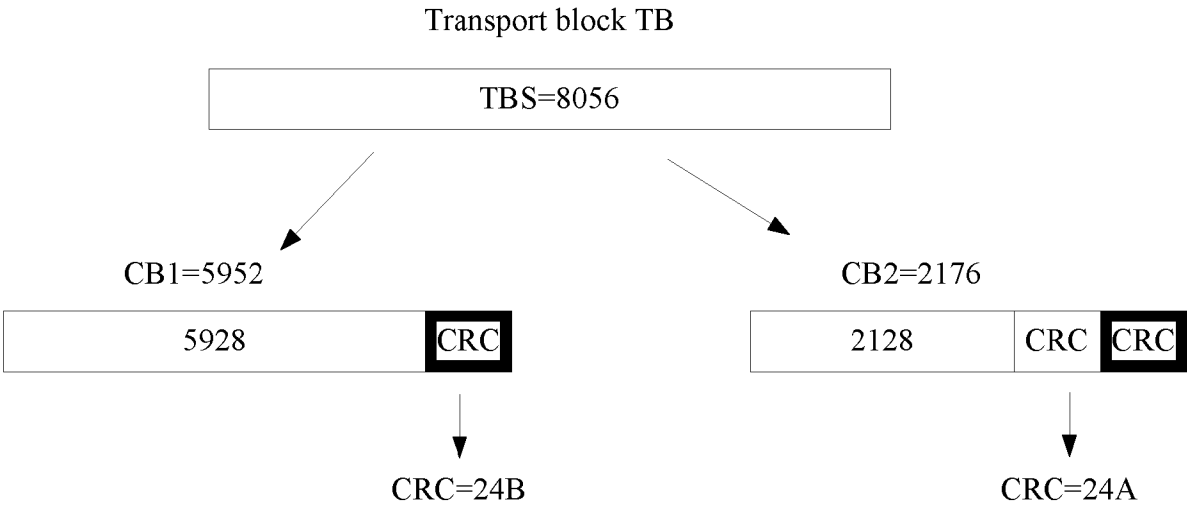 Transport block TB
TBS=8056
CB1=5952
CB2=2176
5928
CRC
2128
CRC
CRC
CRC=24B
CRC=24A